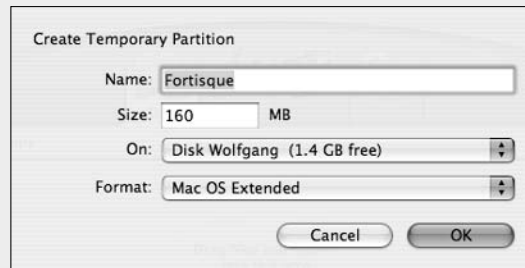 Create Temporary Partition
Name: Fortisque
Size: 160 MB
On: Disk Wolfgang (1.4 GB free)
Format: Mac OS Extended
Cancel OK